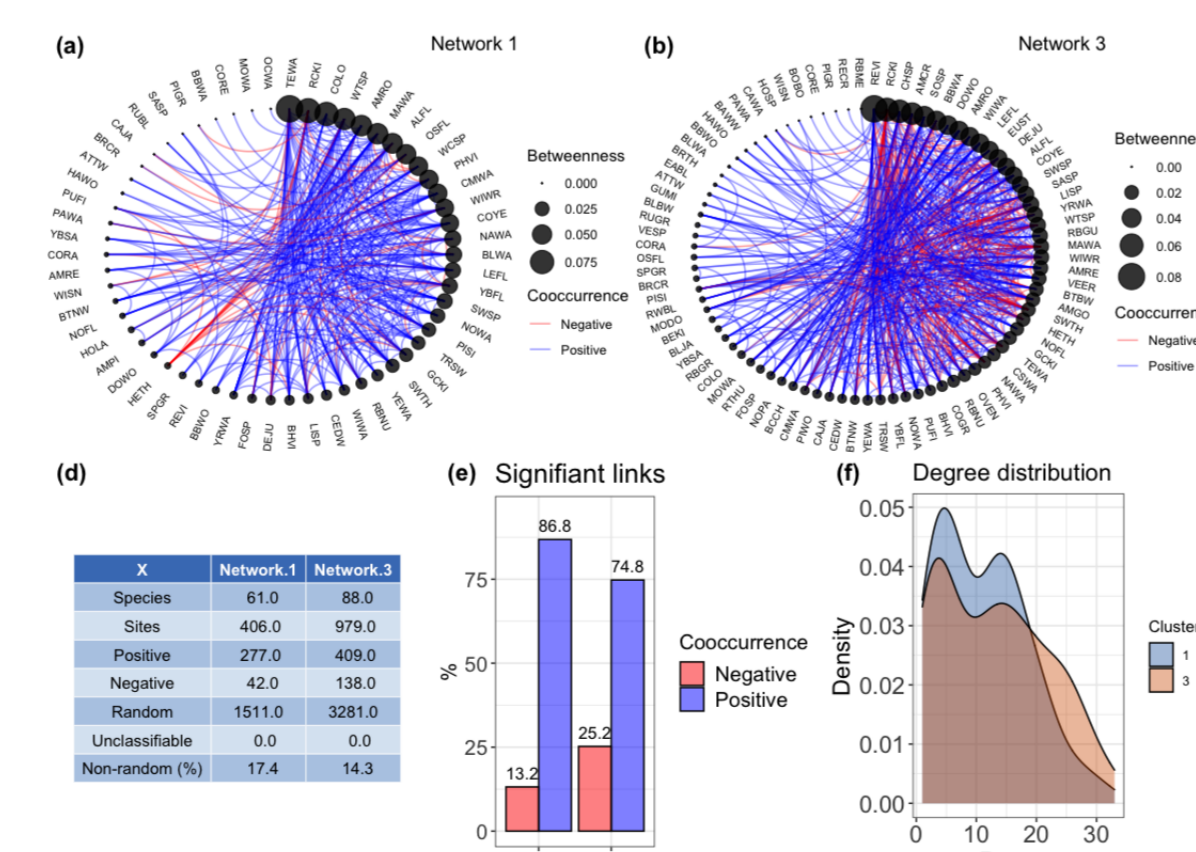 (a)
Network 1
TEWA
RCKI
COLO
WTSP
AMRO
MAWA
ALFL
OSFL
WCSP
PHVI
CMWA
WIWR
COYE
NAWA
BLWA
LEFL
YBFL
SWSP
NOWA
PISI
TRSW
GCKI
SWTH
YEWA
RBNU
WIWA
CEDW
LISP
BHVI
DEJU
FOSP
YRWA
BBWO
REVI
SPGR
HETH
DOWO
AMPI
HOLA
NOFL
BTNW
WISN
AMRE
CORA
YBSA
PAWA
PUFI
HAWO
ATTW
BRCR
CAJA
RUBL
SASP
PIGR
BBWA
CORE
MOWA
OCWA
Betweenness
0.000
0.025
0.050
0.075
Cooccurrence
Negative
Positive
(b)
Network 3
REVI
RCKI
CHSP
AMCR
SOSP
BBWA
DOWO
AMRO
WIWA
LEFL
EUST
DEJU
ALFL
COYE
SWSP
SASP
LISP
YRWA
WTSP
RBGU
MAWA
WIWR
AMRE
VEER
BTBW
AMGO
SWTH
HETH
NOFL
GCKI
TEWA
CSWA
NAWA
PHVI
OVEN
RBNU
COGR
BHVI
PUFI
NOWA
YBFL
TRSW
YEWA
BTNW
CEDW
CAJA
PIWO
CMWA
BCCH
NOPA
FOSP
RTHU
MOWA
COLO
RBGR
YBSA
BLJA
BEKI
MODO
RWBL
PISI
BRCR
SPGR
OSFL
CORA
VESP
RUGR
BLBW
GUMI
ATTW
EABL
BRTH
BLWA
BBWO
HAWO
BAWW
PAWA
CAWA
HOSP
WISN
BOBO
CORE
PIGR
RECR
RBME
Betweenne
0.00
0.02
0.04
0.06
0.08
Cooccurren
Negative
Positive
(d)
X Network.1 Network.3
Species 61.0 88.0
Sites 406.0 979.0
Positive 277.0 409.0
Negative 42.0 138.0
Random 1511.0 3281.0
Unclassifiable 0.0 0.0
Non-random (%) 17.4 14.3
(e) Signifiant links
%
75
50
25
0
13.2
86.8
25.2
74.8
Cooccurrence
Negative
Positive
(f) Degree distribution
Density
0.05
0.04
0.03
0.02
0.01
0.00
0 10 20 30
Cluster
1
3